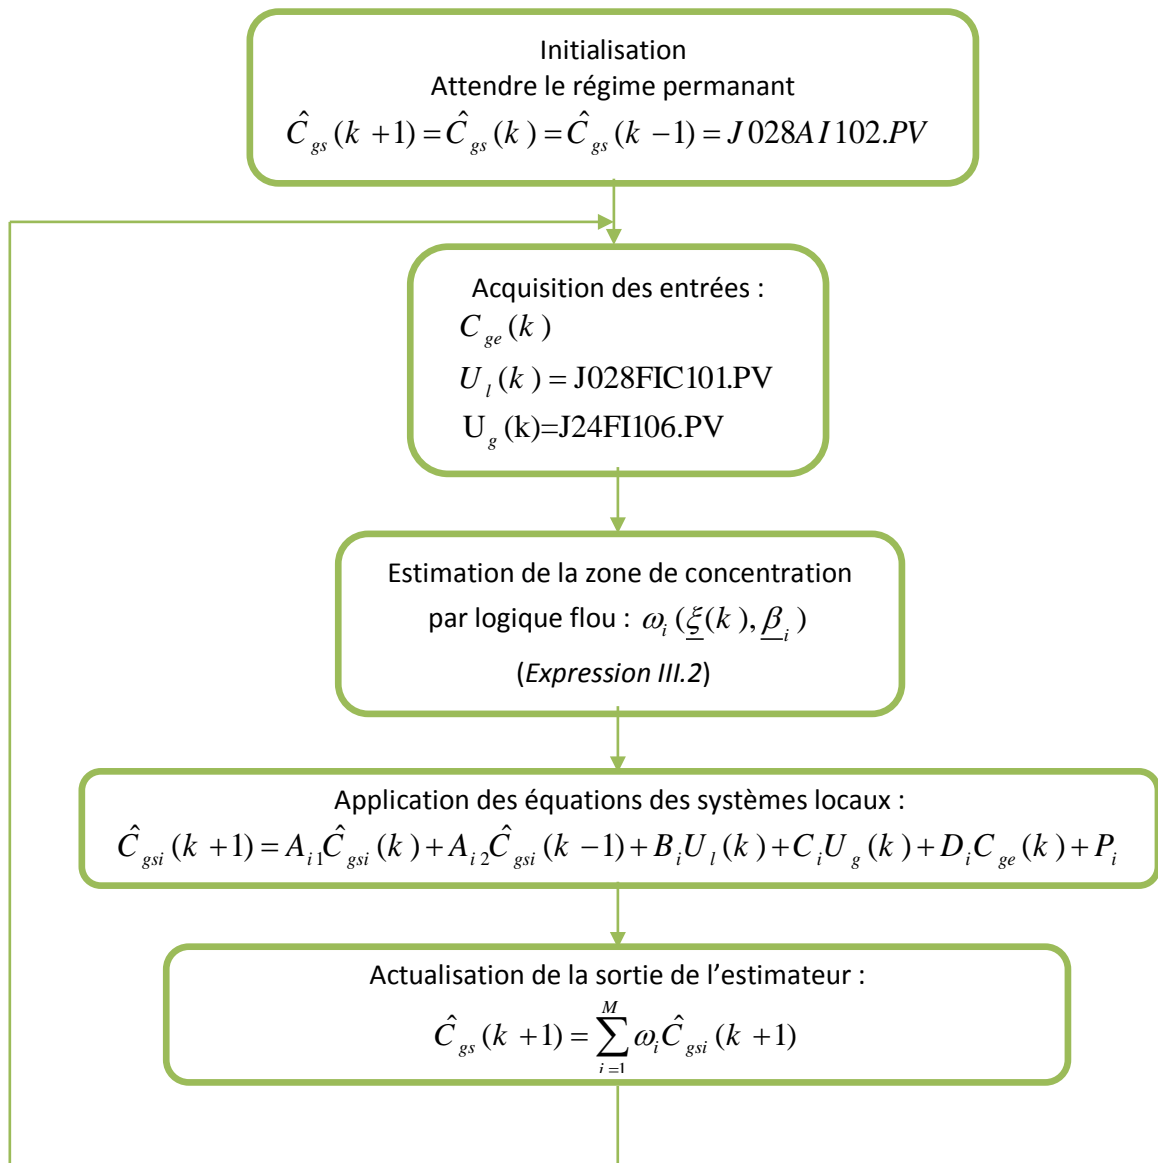 Initialisation
Attendre le régime permanant
Ĉ_gs(k+1)=Ĉ_gs(k)=Ĉ_gs(k−1)=J028AI102.PV
Acquisition des entrées :
C_ge(k)
U_l(k) = J028FIC101.PV
U_g(k)=J24FI106.PV
Estimation de la zone de concentration
par logique flou : ω_i(ξ(k),β_i)
(Expression III.2)
Application des équations des systèmes locaux :
Ĉ_gsi(k+1)=A_i1Ĉ_gsi(k)+A_i2Ĉ_gsi(k−1)+B_iU_l(k)+C_iU_g(k)+D_iC_ge(k)+P_i
Actualisation de la sortie de l’estimateur :
Ĉ_gs(k+1)=∑_{i=1}^{M}ω_iĈ_gsi(k+1)